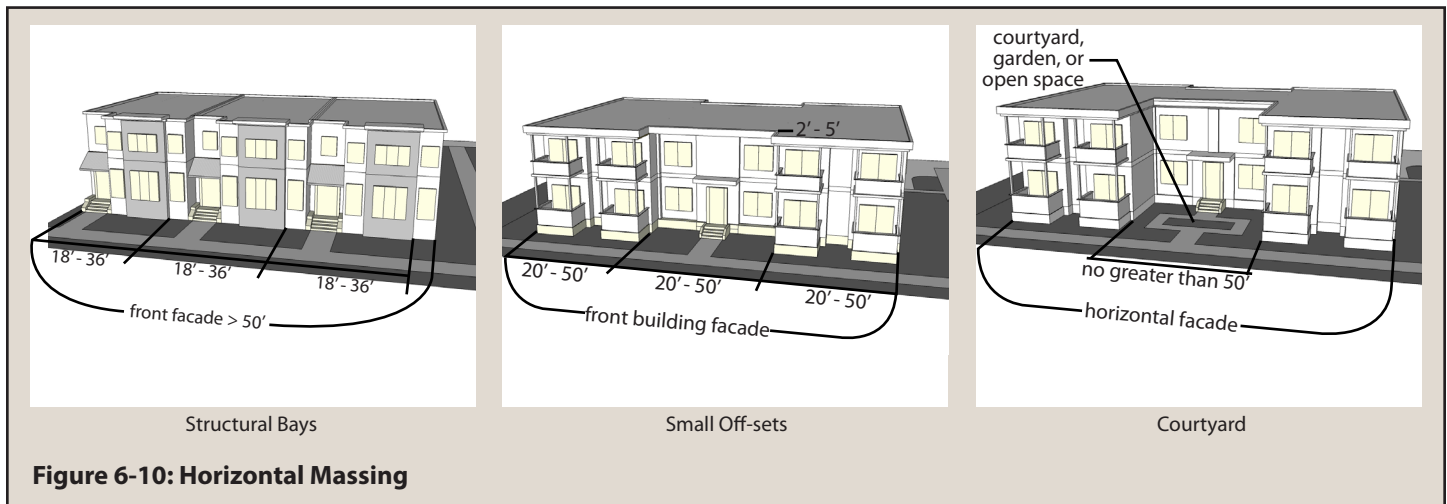 18' - 36'
18' - 36'
18' - 36'
front facade > 50'
Structural Bays
2' - 5'
20' - 50'
20' - 50'
20' - 50'
front building facade
Small Off-sets
courtyard,
garden, or
open space
no greater than 50'
horizontal facade
Courtyard
Figure 6-10: Horizontal Massing